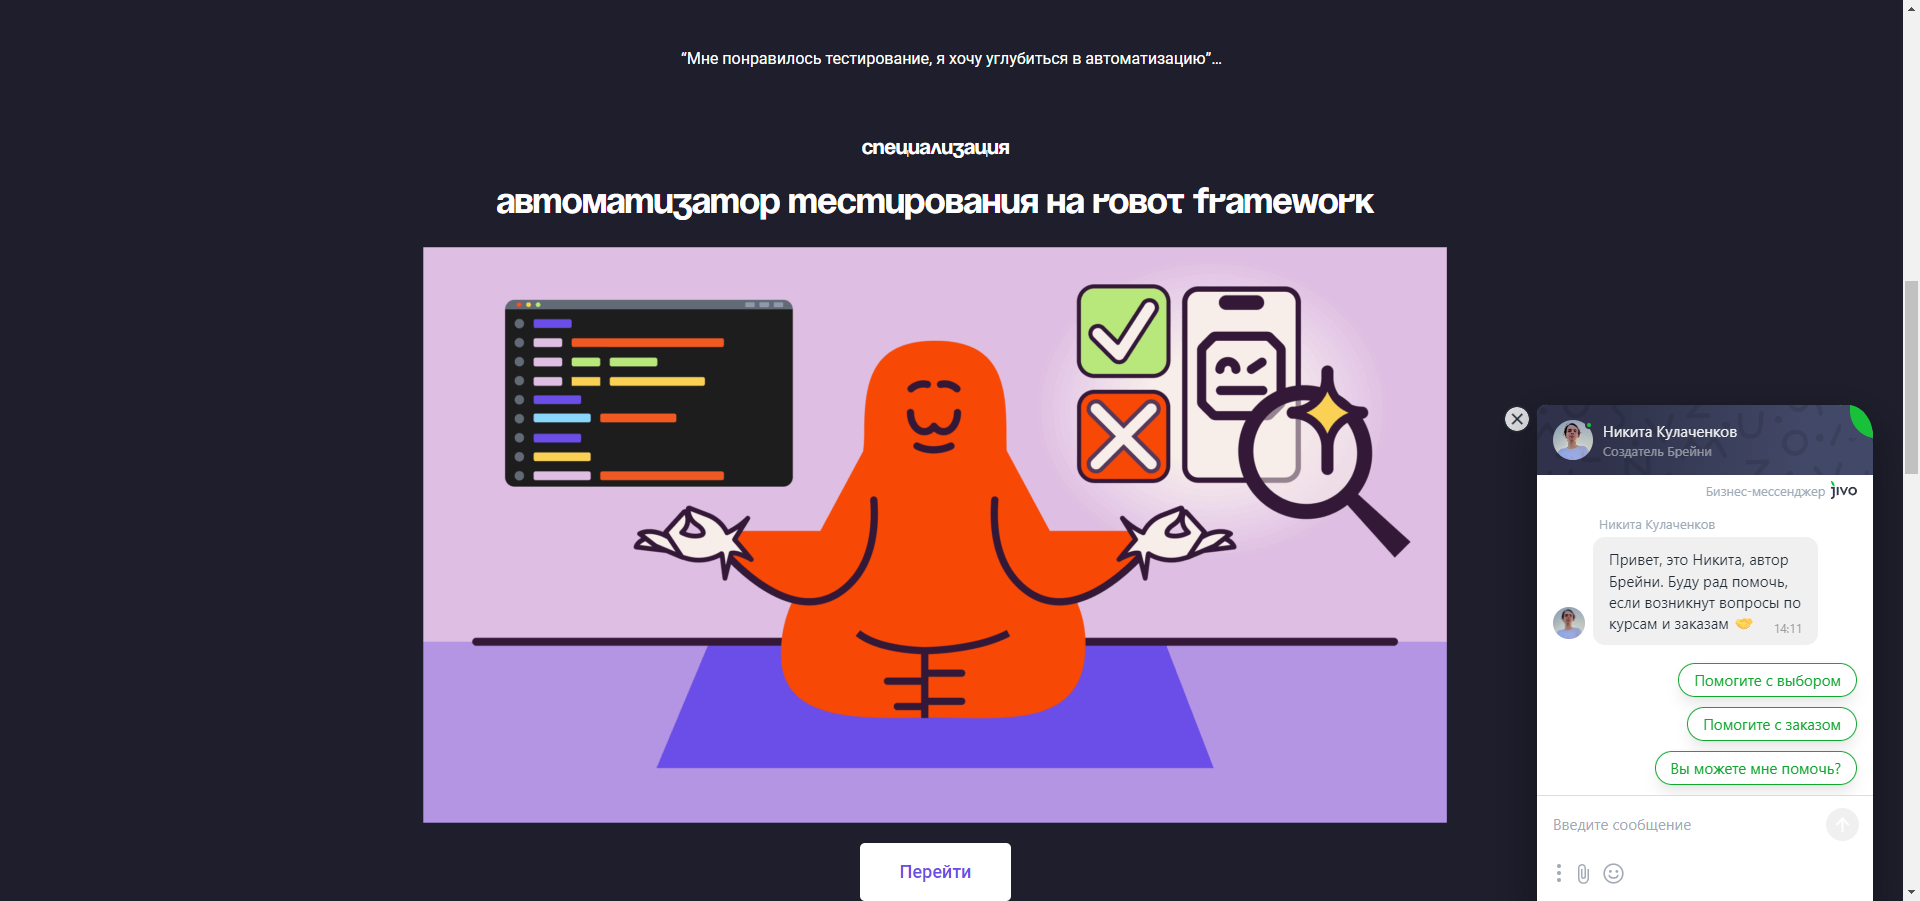 “Мне понравилось тестирование, я хочу углубиться в автоматизацию”...
специализация
автоматизатор тестирования на robot framework
Перейти
Никита Кулаченков
Создатель Брейни
Бизнес-мессенджер jivo
Никита Кулаченков
Привет, это Никита, автор
Брейни. Буду рад помочь,
если возникнут вопросы по
курсам и заказам 🤝 14:11
Помогите с выбором
Помогите с заказом
Вы можете мне помочь?
Введите сообщение